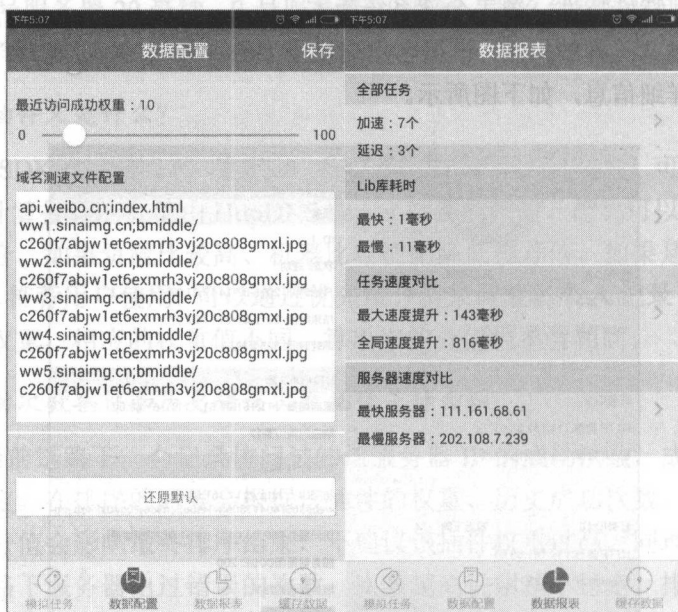 下午5:07
数据配置
保存
最近访问成功权重：10
0
100
域名测速文件配置
api.weibo.cn;index.html
ww1.sinaimg.cn;bmiddle/
c260f7abjw1et6exmrh3vj20c808gmxl.jpg
ww2.sinaimg.cn;bmiddle/
c260f7abjw1et6exmrh3vj20c808gmxl.jpg
ww3.sinaimg.cn;bmiddle/
c260f7abjw1et6exmrh3vj20c808gmxl.jpg
ww4.sinaimg.cn;bmiddle/
c260f7abjw1et6exmrh3vj20c808gmxl.jpg
ww5.sinaimg.cn;bmiddle/
c260f7abjw1et6exmrh3vj20c808gmxl.jpg
还原默认
模拟任务
数据配置
数据报表
缓存数据
下午5:07
数据报表
全部任务
加速：7个
延迟：3个
Lib库耗时
最快：1毫秒
最慢：11毫秒
任务速度对比
最大速度提升：143毫秒
全局速度提升：816毫秒
服务器速度对比
最快服务器：111.161.68.61
最慢服务器：202.108.7.239
模拟任务
数据配置
数据报表
缓存数据